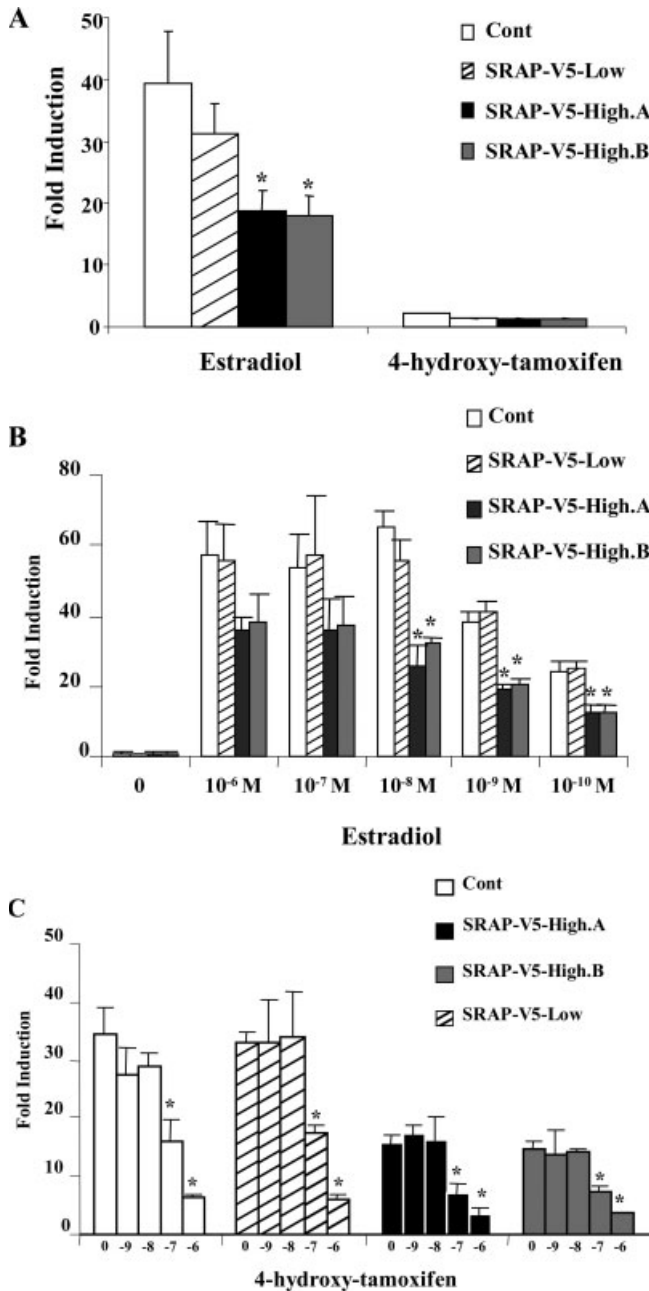 A
50
40
30
20
10
0
Fold Induction
Cont
SRAP-V5-Low
SRAP-V5-High.A
SRAP-V5-High.B
* *
Estradiol 4-hydroxy-tamoxifen
B
Cont
SRAP-V5-Low
SRAP-V5-High.A
SRAP-V5-High.B
80
60
40
20
0
Fold Induction
* * * * * *
0 10-6 M 10-7 M 10-8 M 10-9 M 10-10 M
Estradiol
C
Cont
SRAP-V5-High.A
SRAP-V5-High.B
SRAP-V5-Low
50
40
30
20
10
0
Fold Induction
* * * * * * * *
0 -9 -8 -7 -6 0 -9 -8 -7 -6 0 -9 -8 -7 -6 0 -9 -8 -7 -6
4-hydroxy-tamoxifen